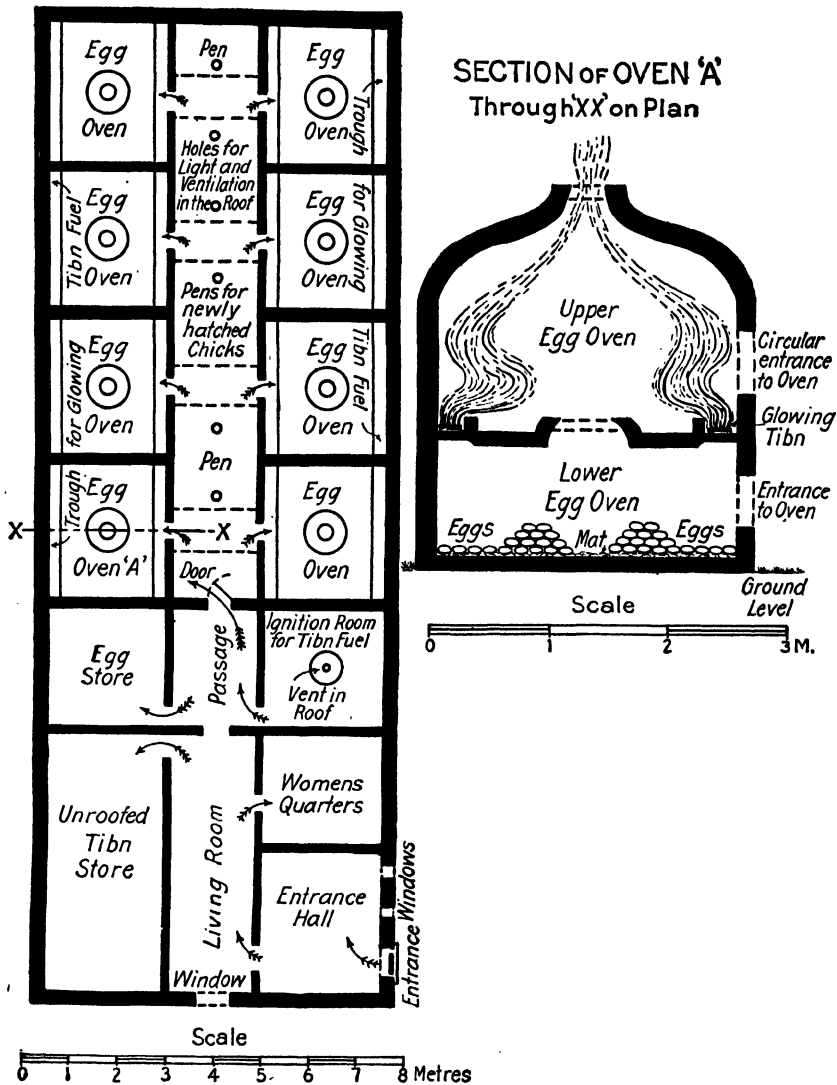 Egg
Oven
Pen
Egg
Oven
Trough
Holes for
Light and
Ventilation
in the Roof
Tibn Fuel
Egg
Oven
Egg
Oven
for Glowing
Pens for
newly
hatched
Chicks
for Glowing
Egg
Oven
Egg
Oven
Tibn Fuel
Pen
Trough
Egg
Oven 'A'
X
X
Egg
Oven
Door
Egg
Store
Passage
Ignition Room
for Tibn Fuel
Vent in
Roof
Unroofed
Tibn
Store
Living Room
Womens
Quarters
Entrance
Hall
Windows
Entrance
Window
Scale
0 1 2 3 4 5 6 7 8 Metres
SECTION OF OVEN 'A'
Through 'XX' on Plan
Upper
Egg Oven
Circular
entrance
to Oven
Glowing
Tibn
Lower
Egg Oven
Entrance
to Oven
Eggs
Mat
Eggs
Ground
Level
Scale
0 1 2 3 M.